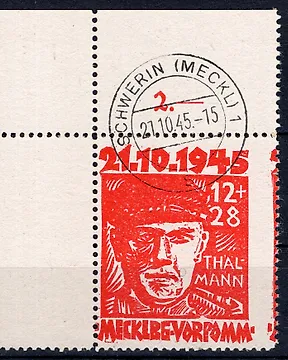 SCHWERIN (MECKL) 1
2.—
21.10.45.-15
21.10.1945
12+
28
THÄL-
MANN
MECKLBG-VORPOMM·